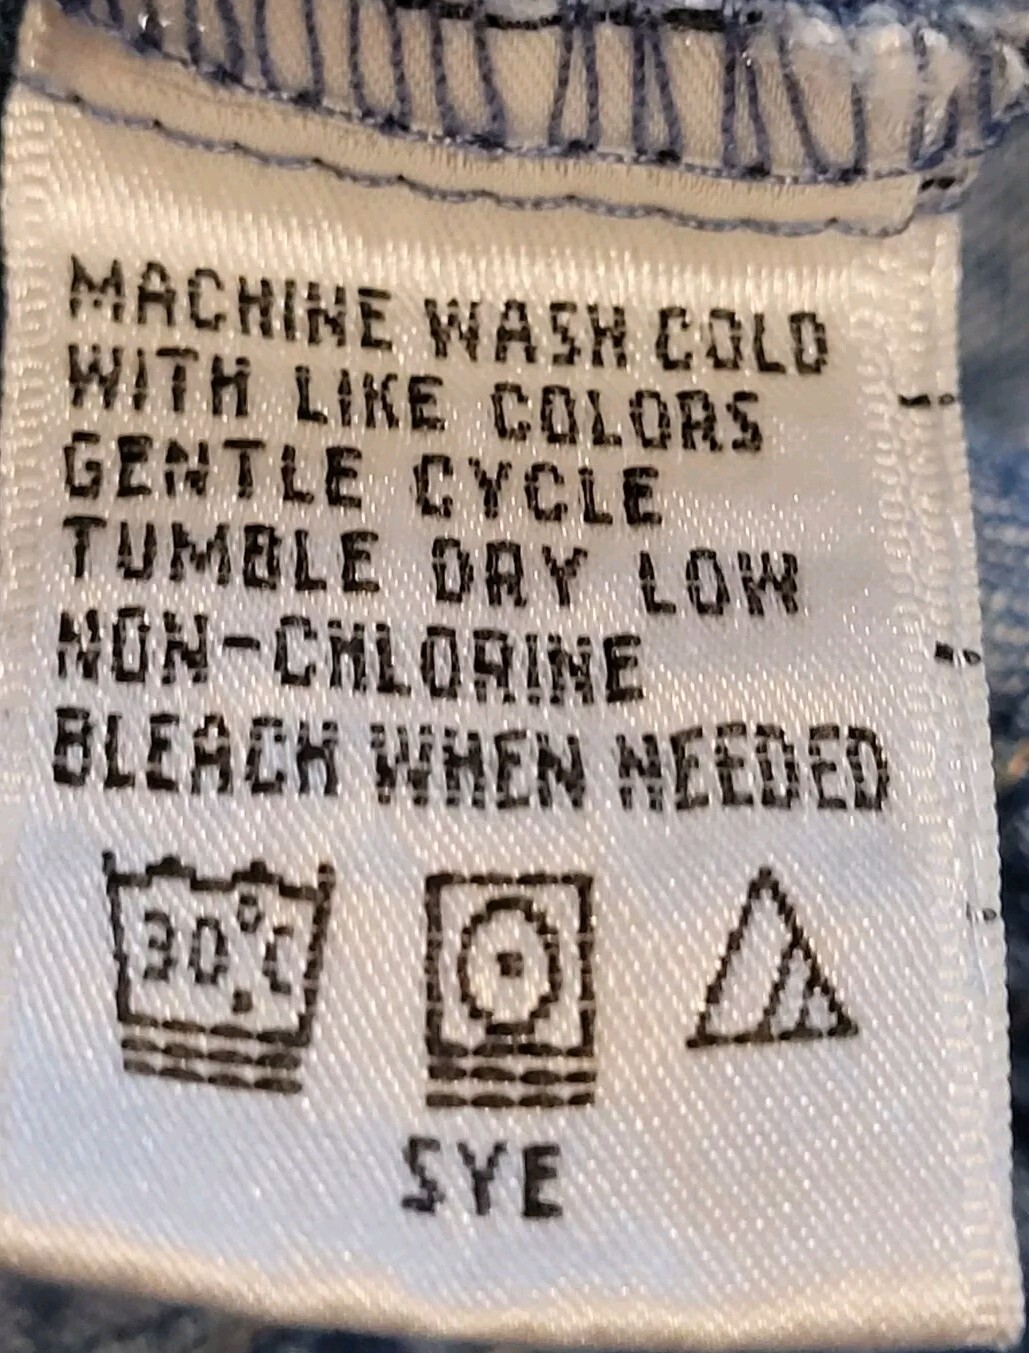 MACHINE WASH COLD
WITH LIKE COLORS
GENTLE CYCLE
TUMBLE DRY LOW
NON-CHLORINE
BLEACH WHEN NEEDED
30°C
SYE